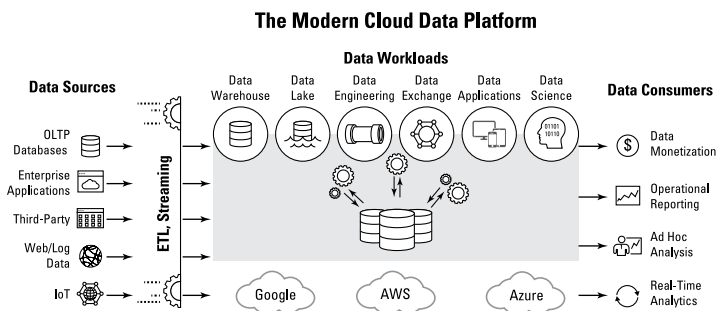 The Modern Cloud Data Platform
Data Workloads
Data Sources
Data
Warehouse
Data
Lake
Data
Engineering
Data
Exchange
Data
Applications
Data
Science
Data Consumers
OLTP
Databases
Enterprise
Applications
Third-Party
Web/Log
Data
IoT
ETL, Streaming
01101
10110
$
Data
Monetization
Operational
Reporting
Ad Hoc
Analysis
Real-Time
Analytics
Google
AWS
Azure